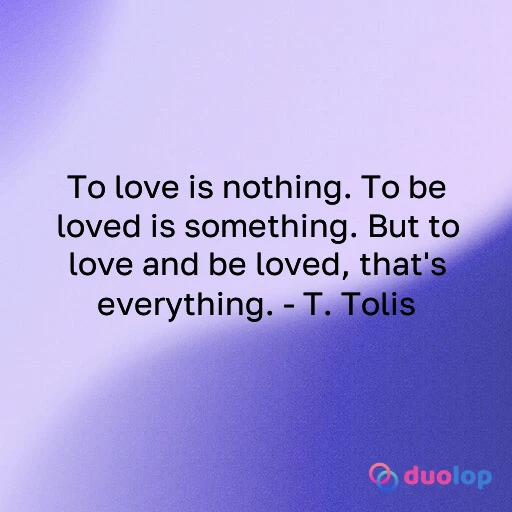 To love is nothing. To be
loved is something. But to
love and be loved, that's
everything. - T. Tolis
duolop